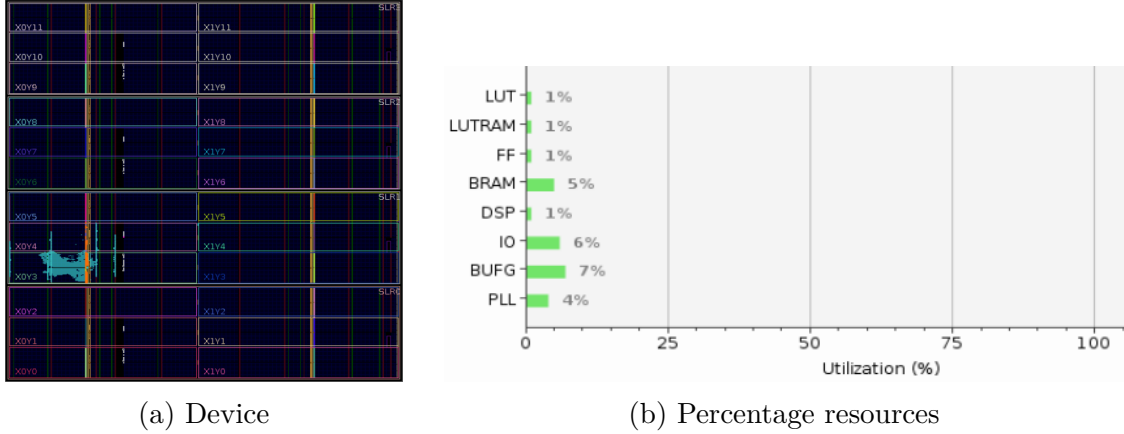 SLR3
X0Y11 X1Y11
X0Y10 X1Y10
X0Y9 X1Y9
SLR2
X0Y8 X1Y8
X0Y7 X1Y7
X0Y6 X1Y6
SLR1
X0Y5 X1Y5
X0Y4 X1Y4
X0Y3 X1Y3
SLR0
X0Y2 X1Y2
X0Y1 X1Y1
X0Y0 X1Y0
(a) Device
LUT 1%
LUTRAM 1%
FF 1%
BRAM 5%
DSP 1%
IO 6%
BUFG 7%
PLL 4%
0 25 50 75 100
Utilization (%)
(b) Percentage resources